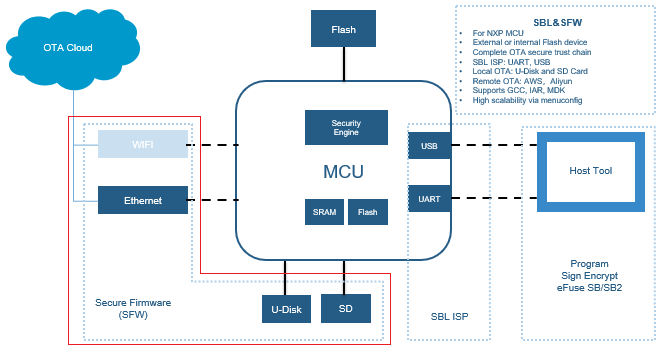 OTA Cloud
Flash
SBL&SFW
For NXP MCU
External or internal Flash device
Complete OTA secure trust chain
SBL ISP: UART, USB
Local OTA: U-Disk and SD Card
Remote OTA: AWS, Aliyun
Supports GCC, IAR, MDK
High scalability via menuconfig
WIFI
Ethernet
Security
Engine
MCU
SRAM
Flash
USB
UART
Host Tool
Secure Firmware
(SFW)
U-Disk
SD
SBL ISP
Program
Sign Encrypt
eFuse SB/SB2